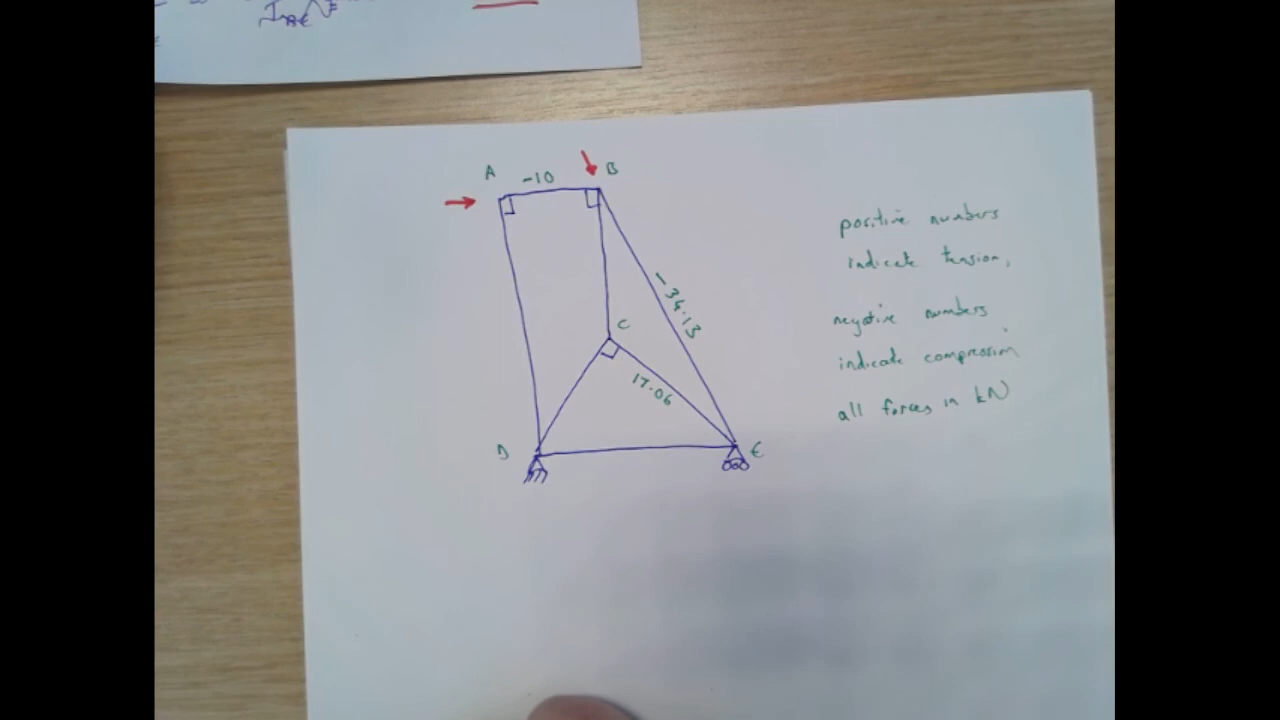 A
-10
B
-34.13
C
17.06
D
E
positive numbers
indicate tension,
negative numbers
indicate compression
all forces in kN